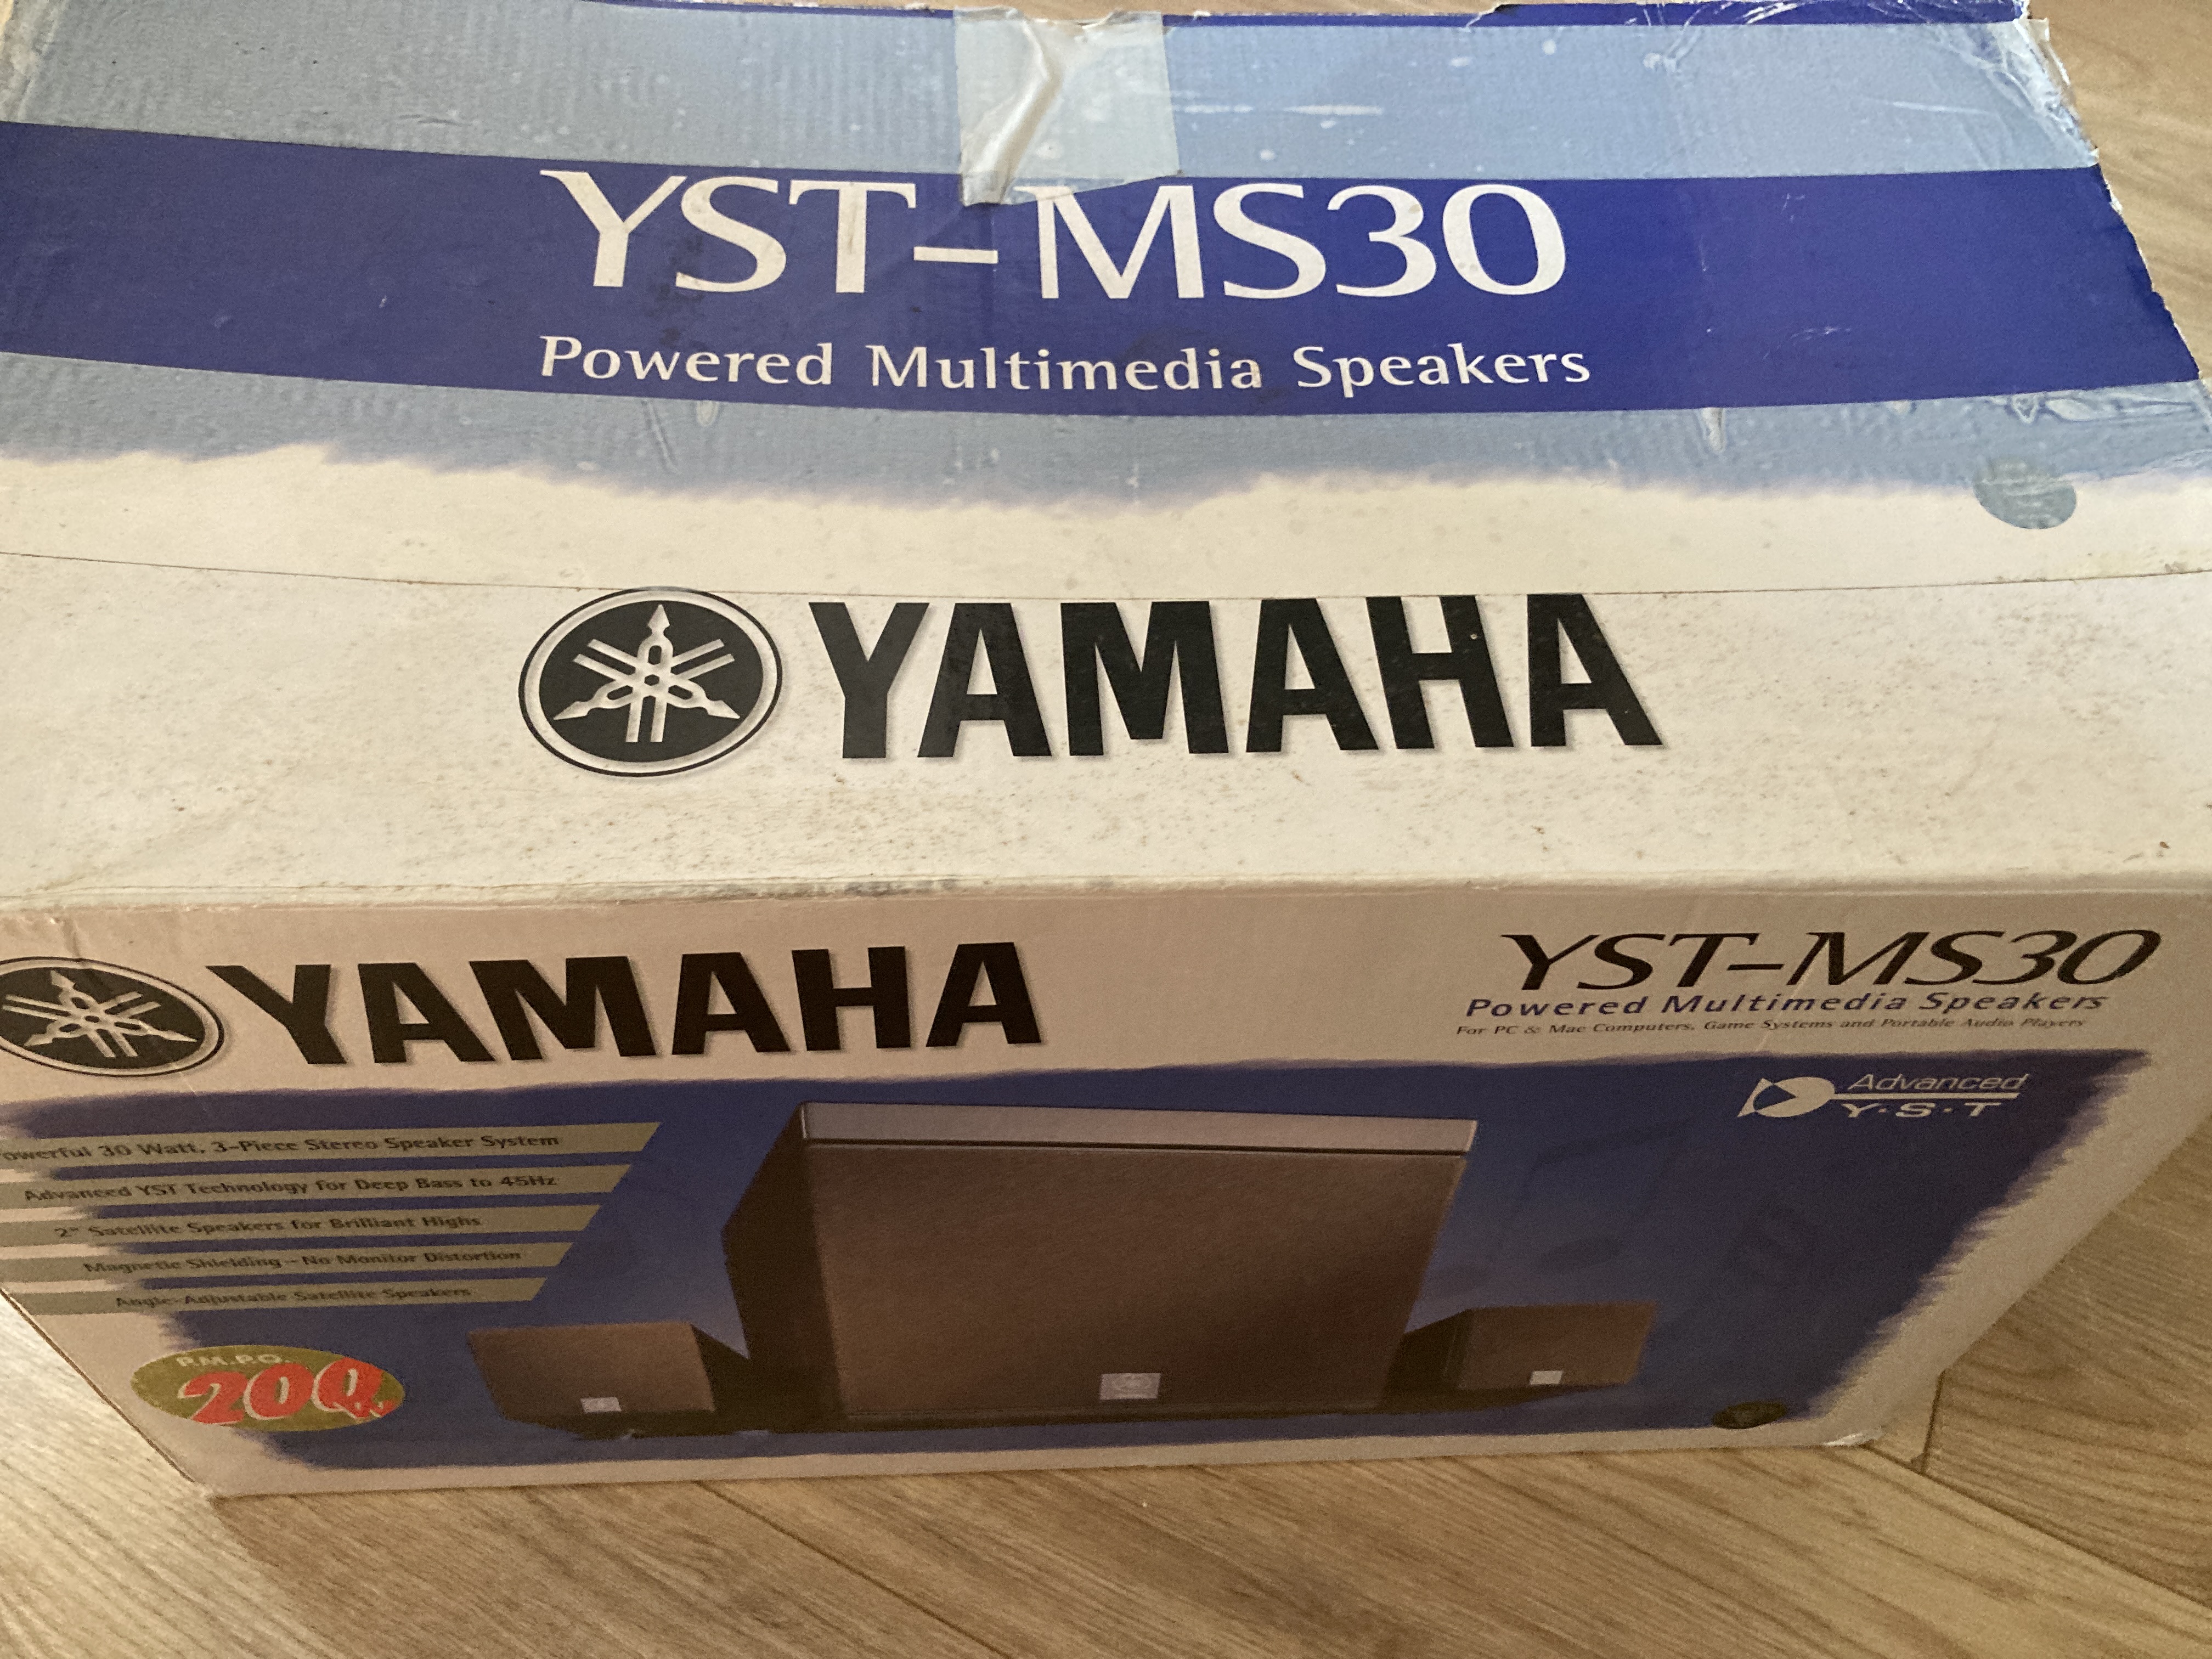 YST-MS30
Powered Multimedia Speakers
YAMAHA
YAMAHA
YST-MS30
Powered Multimedia Speakers
For PC & Mac Computers, Game Systems and Portable Audio Players
Advanced
Y·S·T
owerful 30 Watt, 3-Piece Stereo Speaker System
Advanced YST Technology for Deep Bass to 45Hz
2" Satellite Speakers for Brilliant Highs
Magnetic Shielding - No Monitor Distortion
Angle-Adjustable Satellite Speakers
P.M.P.O.
200W